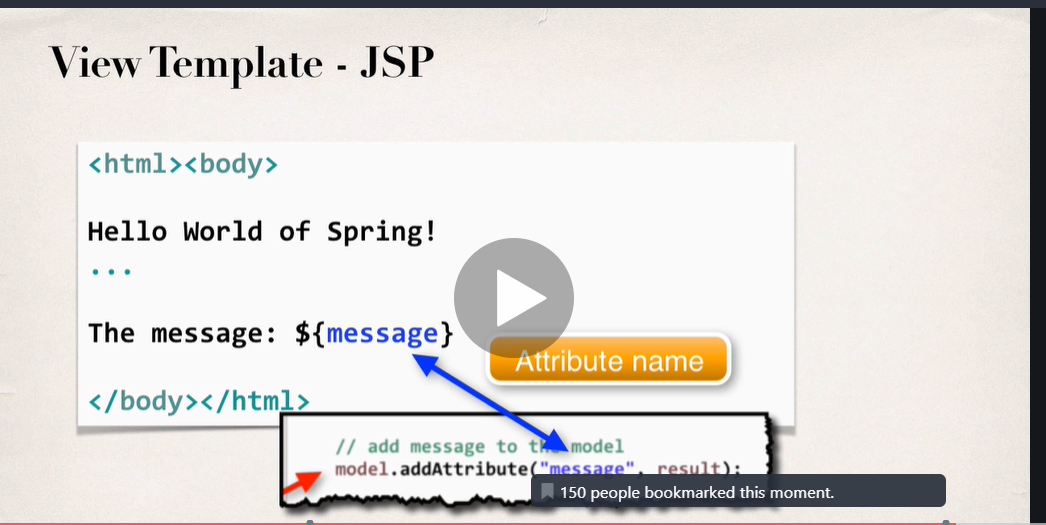 View Template - JSP
<html><body>
Hello World of Spring!
...
The message: ${message}
Attribute name
</body></html>
// add message to the model
model.addAttribute("message", result);
150 people bookmarked this moment.